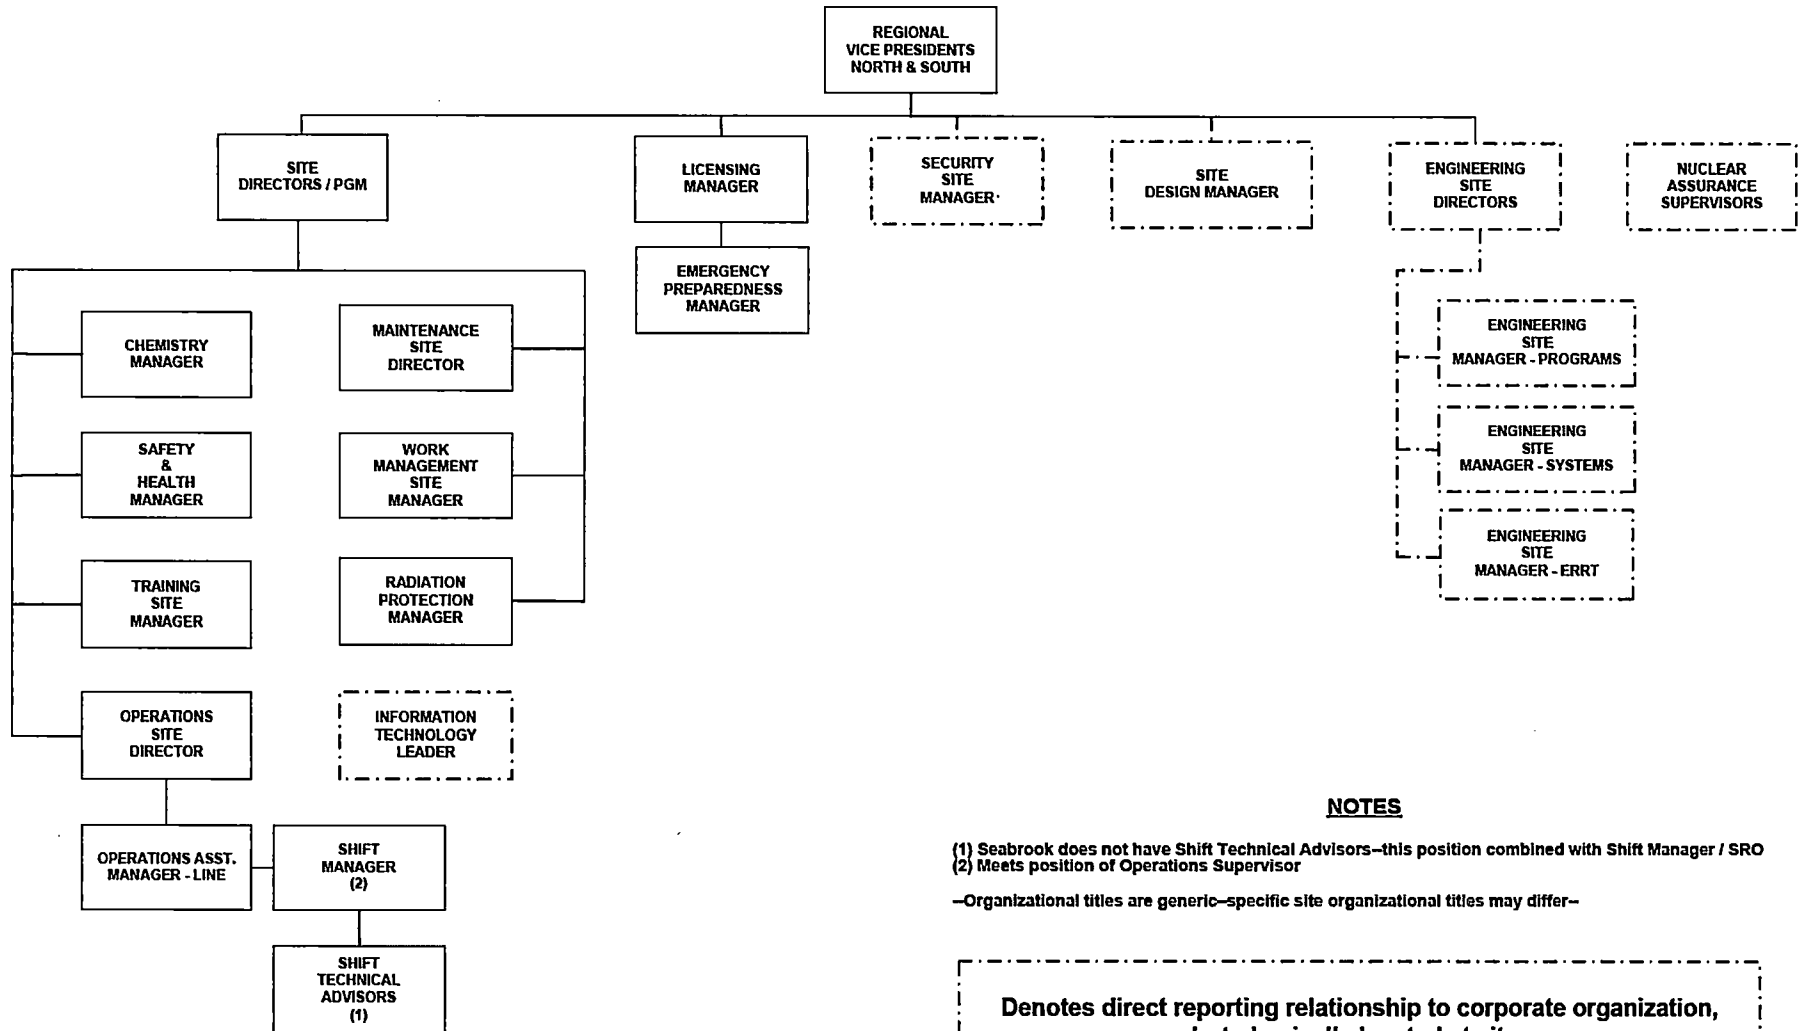 REGIONAL
VICE PRESIDENTS
NORTH & SOUTH
SITE
DIRECTORS / PGM
LICENSING
MANAGER
SECURITY
SITE
MANAGER
SITE
DESIGN MANAGER
ENGINEERING
SITE
DIRECTORS
NUCLEAR
ASSURANCE
SUPERVISORS
EMERGENCY
PREPAREDNESS
MANAGER
CHEMISTRY
MANAGER
MAINTENANCE
SITE
DIRECTOR
ENGINEERING
SITE
MANAGER - PROGRAMS
SAFETY
&
HEALTH
MANAGER
WORK
MANAGEMENT
SITE
MANAGER
ENGINEERING
SITE
MANAGER - SYSTEMS
ENGINEERING
SITE
MANAGER - ERRT
TRAINING
SITE
MANAGER
RADIATION
PROTECTION
MANAGER
OPERATIONS
SITE
DIRECTOR
INFORMATION
TECHNOLOGY
LEADER
OPERATIONS ASST.
MANAGER - LINE
SHIFT
MANAGER
(2)
SHIFT
TECHNICAL
ADVISORS
(1)
NOTES
(1) Seabrook does not have Shift Technical Advisors--this position combined with Shift Manager / SRO
(2) Meets position of Operations Supervisor
--Organizational titles are generic--specific site organizational titles may differ--
Denotes direct reporting relationship to corporate organization,